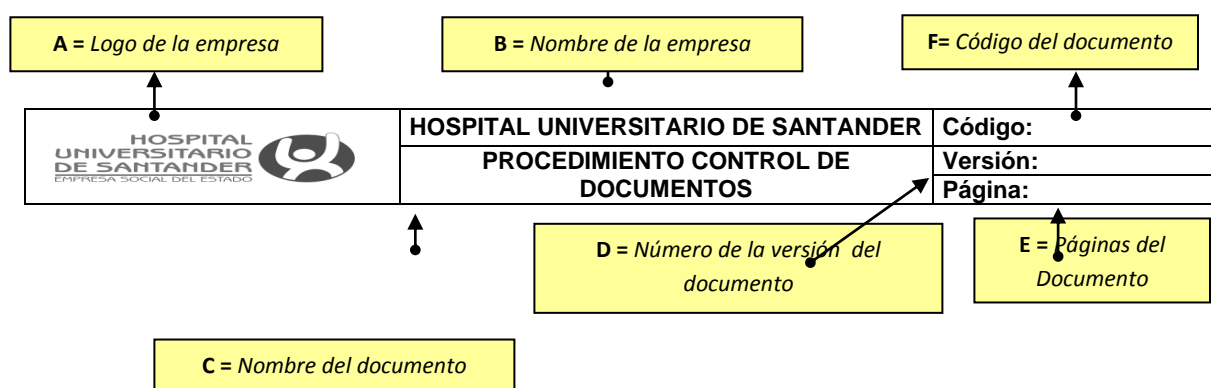 A = Logo de la empresa
B = Nombre de la empresa
F= Código del documento
HOSPITAL
UNIVERSITARIO
DE SANTANDER
EMPRESA SOCIAL DEL ESTADO
HOSPITAL UNIVERSITARIO DE SANTANDER
Código:
PROCEDIMIENTO CONTROL DE
DOCUMENTOS
Versión:
Página:
D = Número de la versión del
documento
E = Páginas del
Documento
C = Nombre del documento